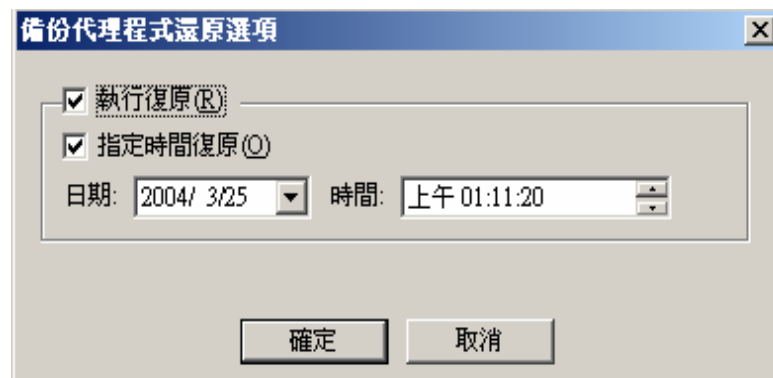 備份代理程式還原選項
執行復原(R)
指定時間復原(O)
日期: 2004/ 3/25 時間: 上午 01:11:20
確定 取消